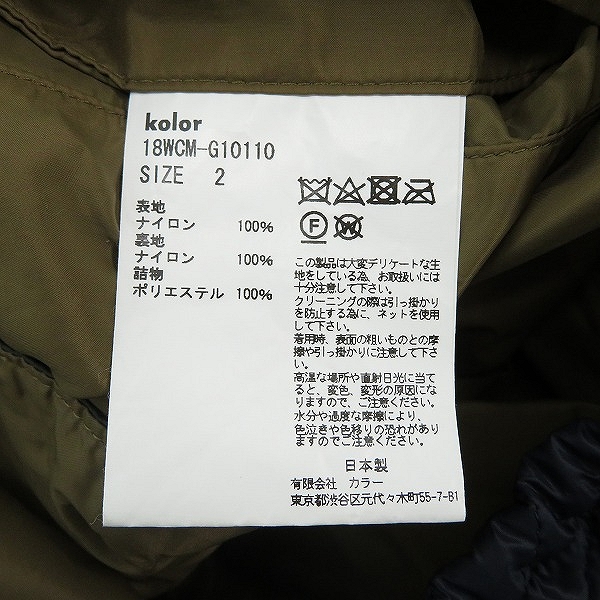 kolor
18WCM-G10110
SIZE 2
表地
ナイロン 100%
裏地
ナイロン 100%
詰物
ポリエステル 100%
F W
この製品は大変デリケートな生
地をしている為、お取扱いには
十分注意して下さい。
クリーニングの際は引っ掛かり
を防止する為に、ネットを使用
して下さい。
着用時、表面の粗いものとの摩
擦や引っ掛かりに注意して下さ
い。
高温な場所や直射日光に当て
ると、変色、変形の原因にな
りますので、ご注意ください。
水分や過度な摩擦により、
色泣きや色移りの恐れがあり
ますのでご注意ください。
日本製
有限会社 カラー
東京都渋谷区元代々木町55-7-B1